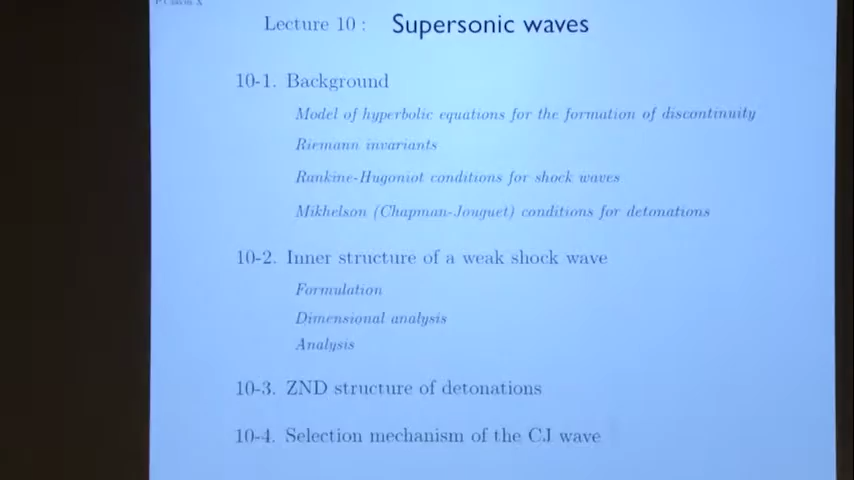 Lecture 10 : Supersonic waves
10-1. Background
Model of hyperbolic equations for the formation of discontinuity
Riemann invariants
Rankine-Hugoniot conditions for shock waves
Mikhelson (Chapman-Jouguet) conditions for detonations
10-2. Inner structure of a weak shock wave
Formulation
Dimensional analysis
Analysis
10-3. ZND structure of detonations
10-4. Selection mechanism of the CJ wave